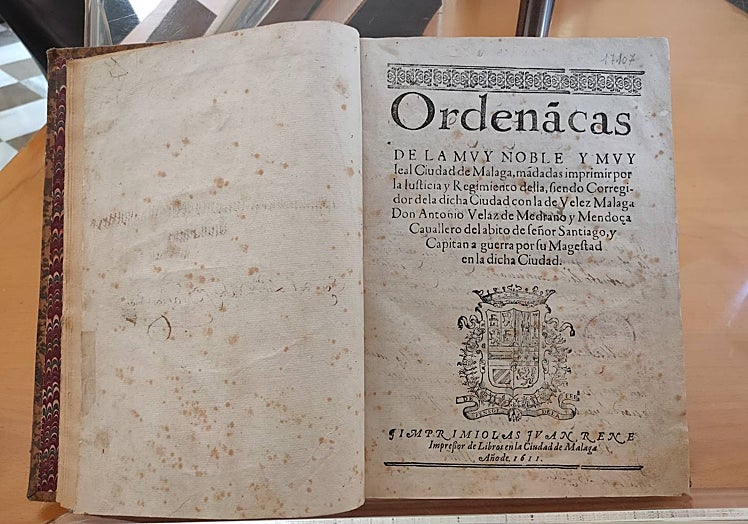 17107
Ordenãcas
DE LA MVY NOBLE Y MVY
leal Ciudad de Malaga, mãdadas imprimir por
la Iusticia y Regimiento della, siendo Corregi-
dor de la dicha Ciudad con la de Velez Malaga
Don Antonio Velaz de Medrano y Mendoça
Cauallero del abito de señor Santiago, y
Capitan a guerra por su Magestad
en la dicha Ciudad.
IMPRIMIOLAS IVAN RENE
Impressor de Libros en la Ciudad de Malaga
Año de 1611.